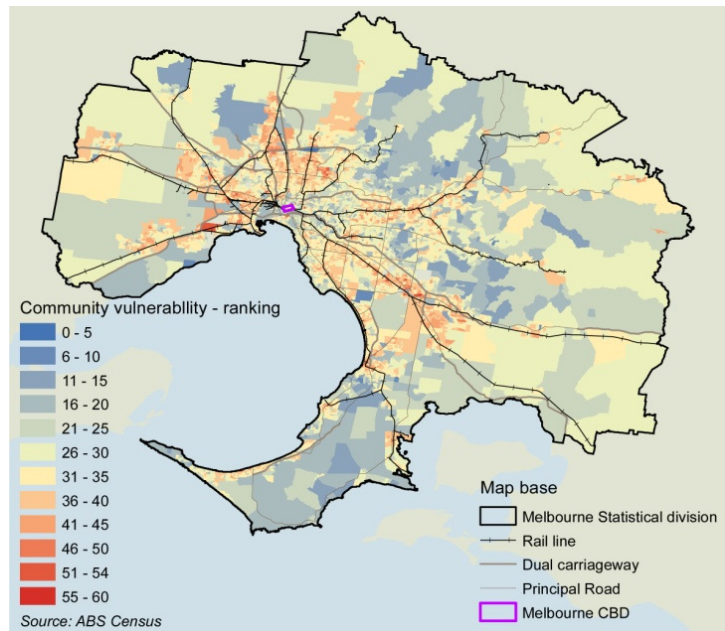 Community vulnerabllity - ranking
0 - 5
6 - 10
11 - 15
16 - 20
21 - 25
26 - 30
31 - 35
36 - 40
41 - 45
46 - 50
51 - 54
55 - 60
Source: ABS Census
Map base
Melbourne Statistical division
Rail line
Dual carriageway
Principal Road
Melbourne CBD